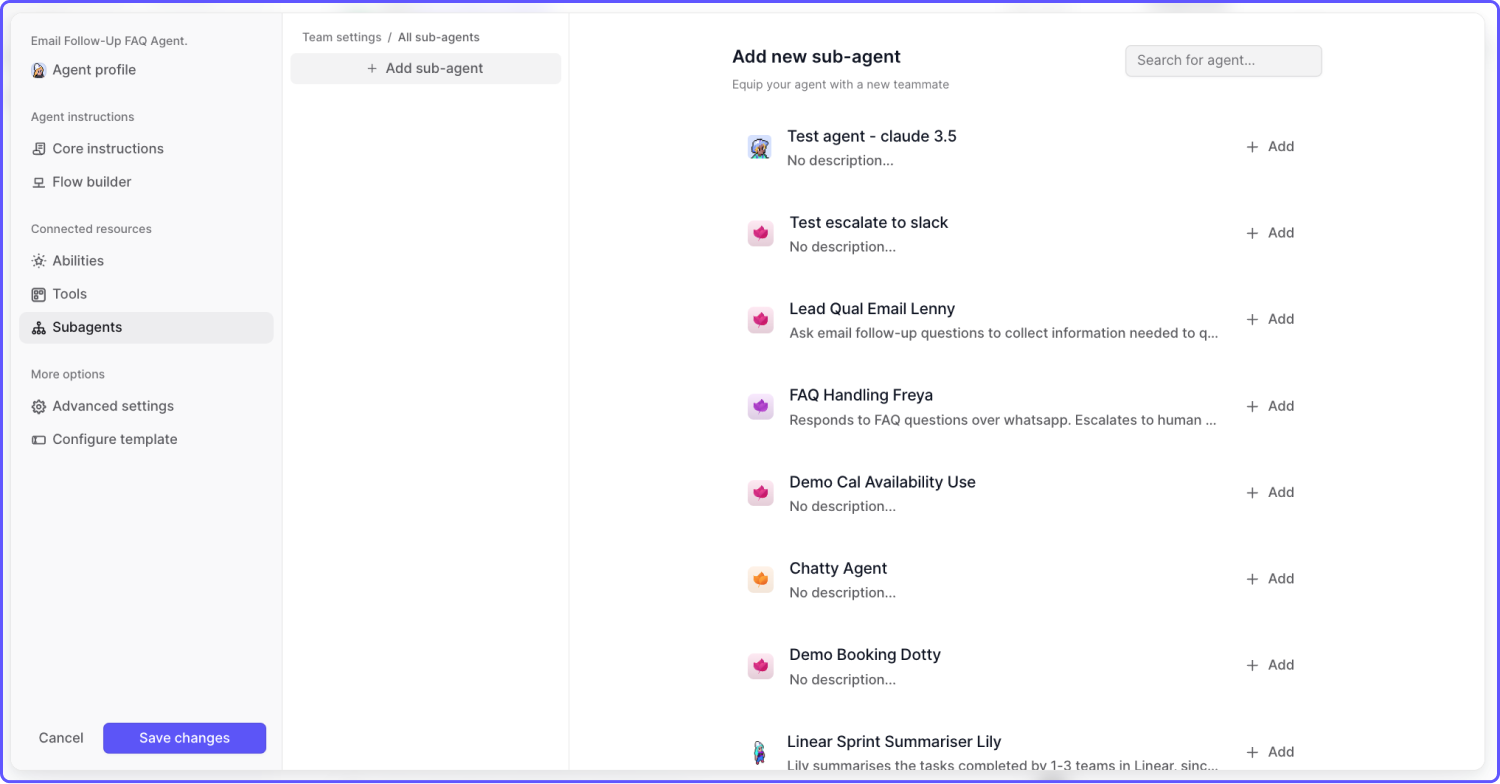 Email Follow-Up FAQ Agent.
Agent profile
Agent instructions
Core instructions
Flow builder
Connected resources
Abilities
Tools
Subagents
More options
Advanced settings
Configure template
Cancel
Save changes
Team settings / All sub-agents
+ Add sub-agent
Add new sub-agent
Equip your agent with a new teammate
Search for agent...
Test agent - claude 3.5
No description...
+ Add
Test escalate to slack
No description...
+ Add
Lead Qual Email Lenny
Ask email follow-up questions to collect information needed to q...
+ Add
FAQ Handling Freya
Responds to FAQ questions over whatsapp. Escalates to human ...
+ Add
Demo Cal Availability Use
No description...
+ Add
Chatty Agent
No description...
+ Add
Demo Booking Dotty
No description...
+ Add
Linear Sprint Summariser Lily
Lily summarises the tasks completed by 1-3 teams in Linear, sinc...
+ Add